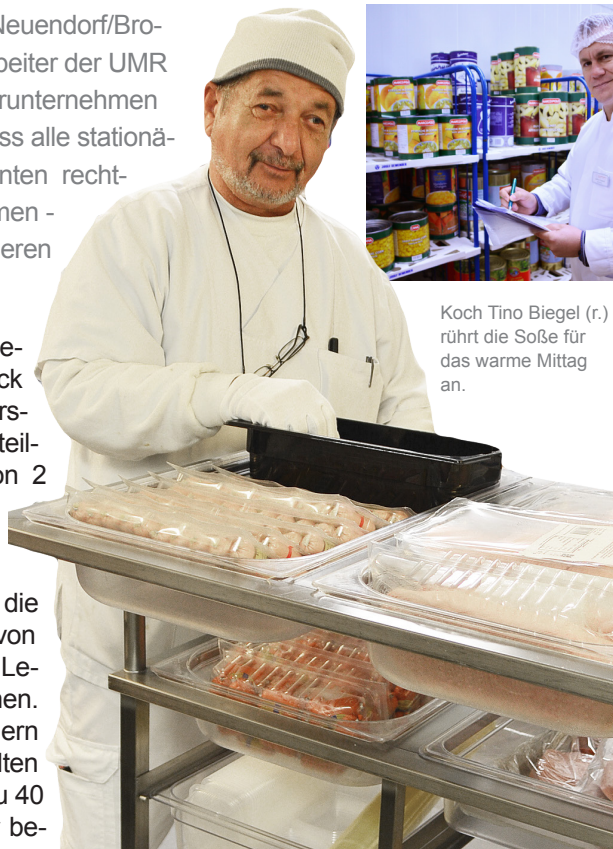 Neuendorf/Bro-
beiter der UMR
runternehmen
ss alle stationä-
nten recht-
men -
eren
e-
ck
rs-
teil-
on 2
die
von
Le-
nen.
ern
lten
u 40
be-
Koch Tino Biegel (r.)
rührt die Soße für
das warme Mittag
an.